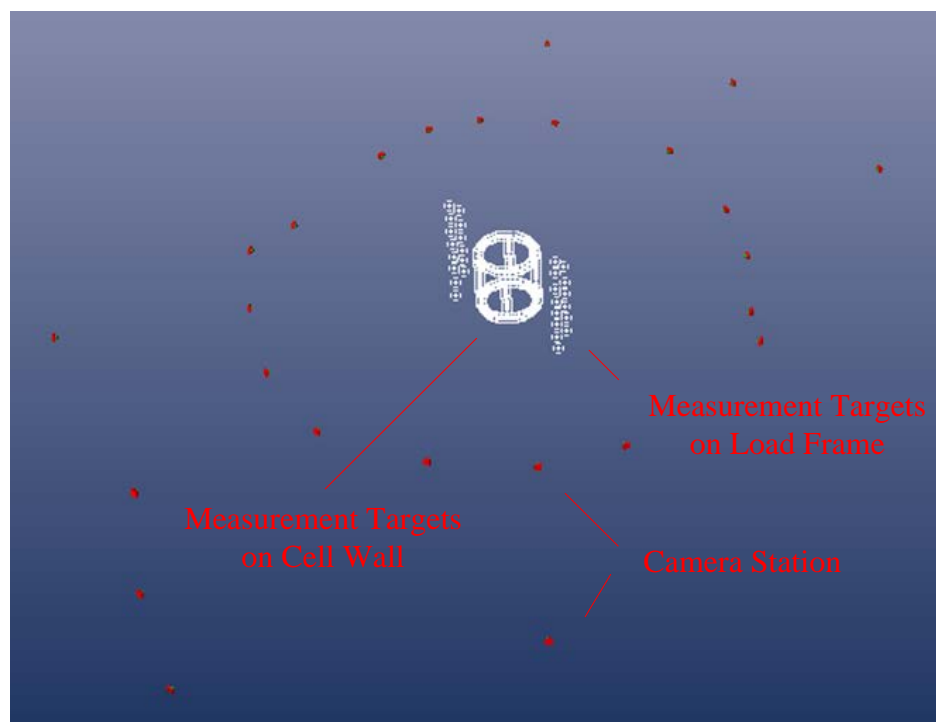 Measurement Targets
on Load Frame
Measurement Targets
on Cell Wall
Camera Station